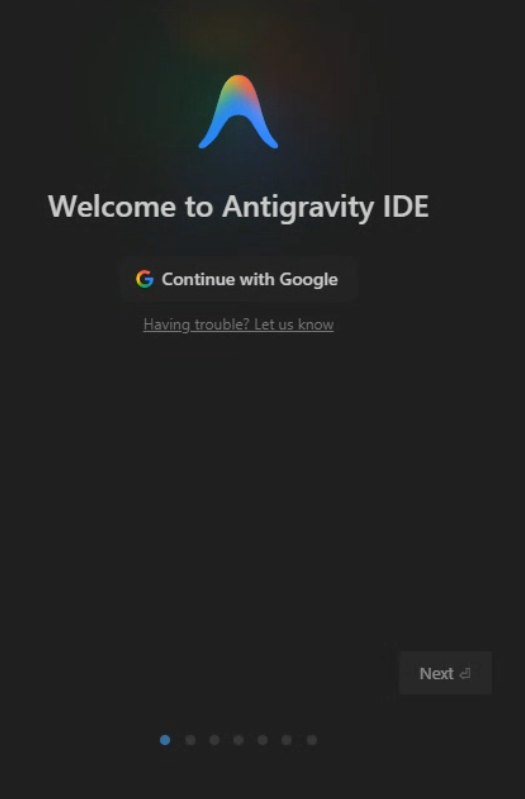 Welcome to Antigravity IDE
Continue with Google
Having trouble? Let us know
Next ⏎